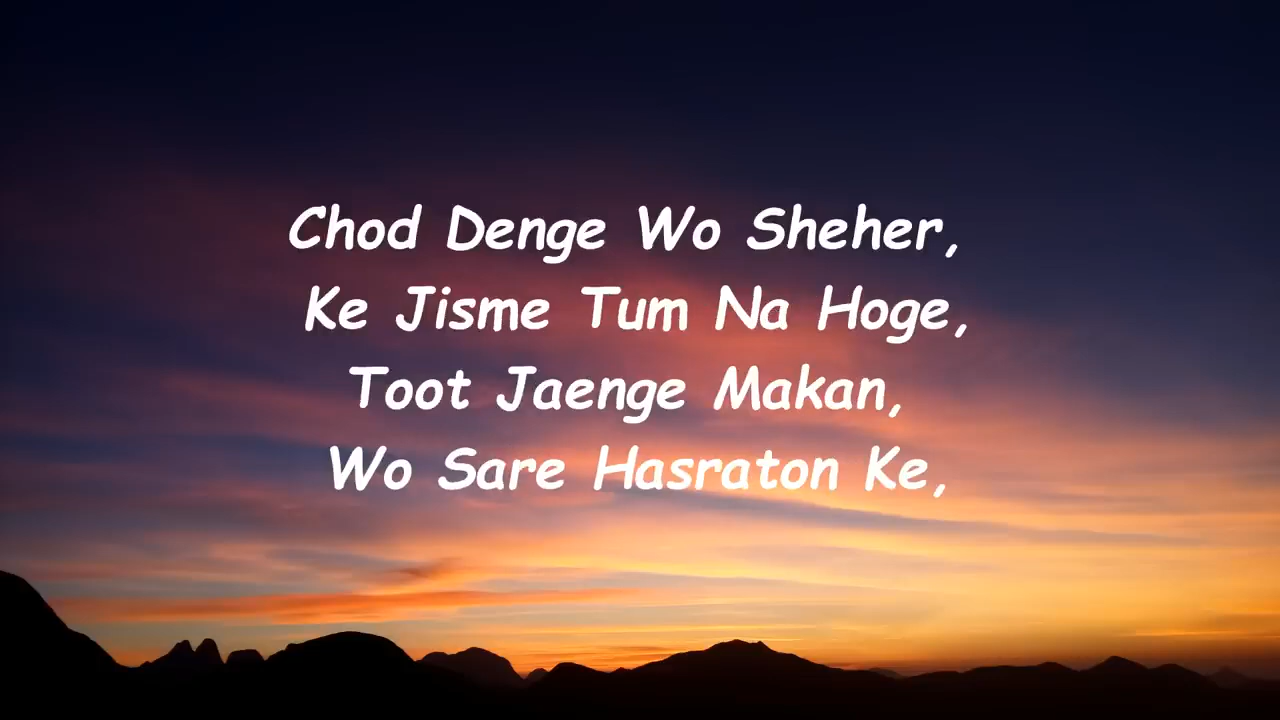 Chod Denge Wo Sheher,
Ke Jisme Tum Na Hoge,
Toot Jaenge Makan,
Wo Sare Hasraton Ke,